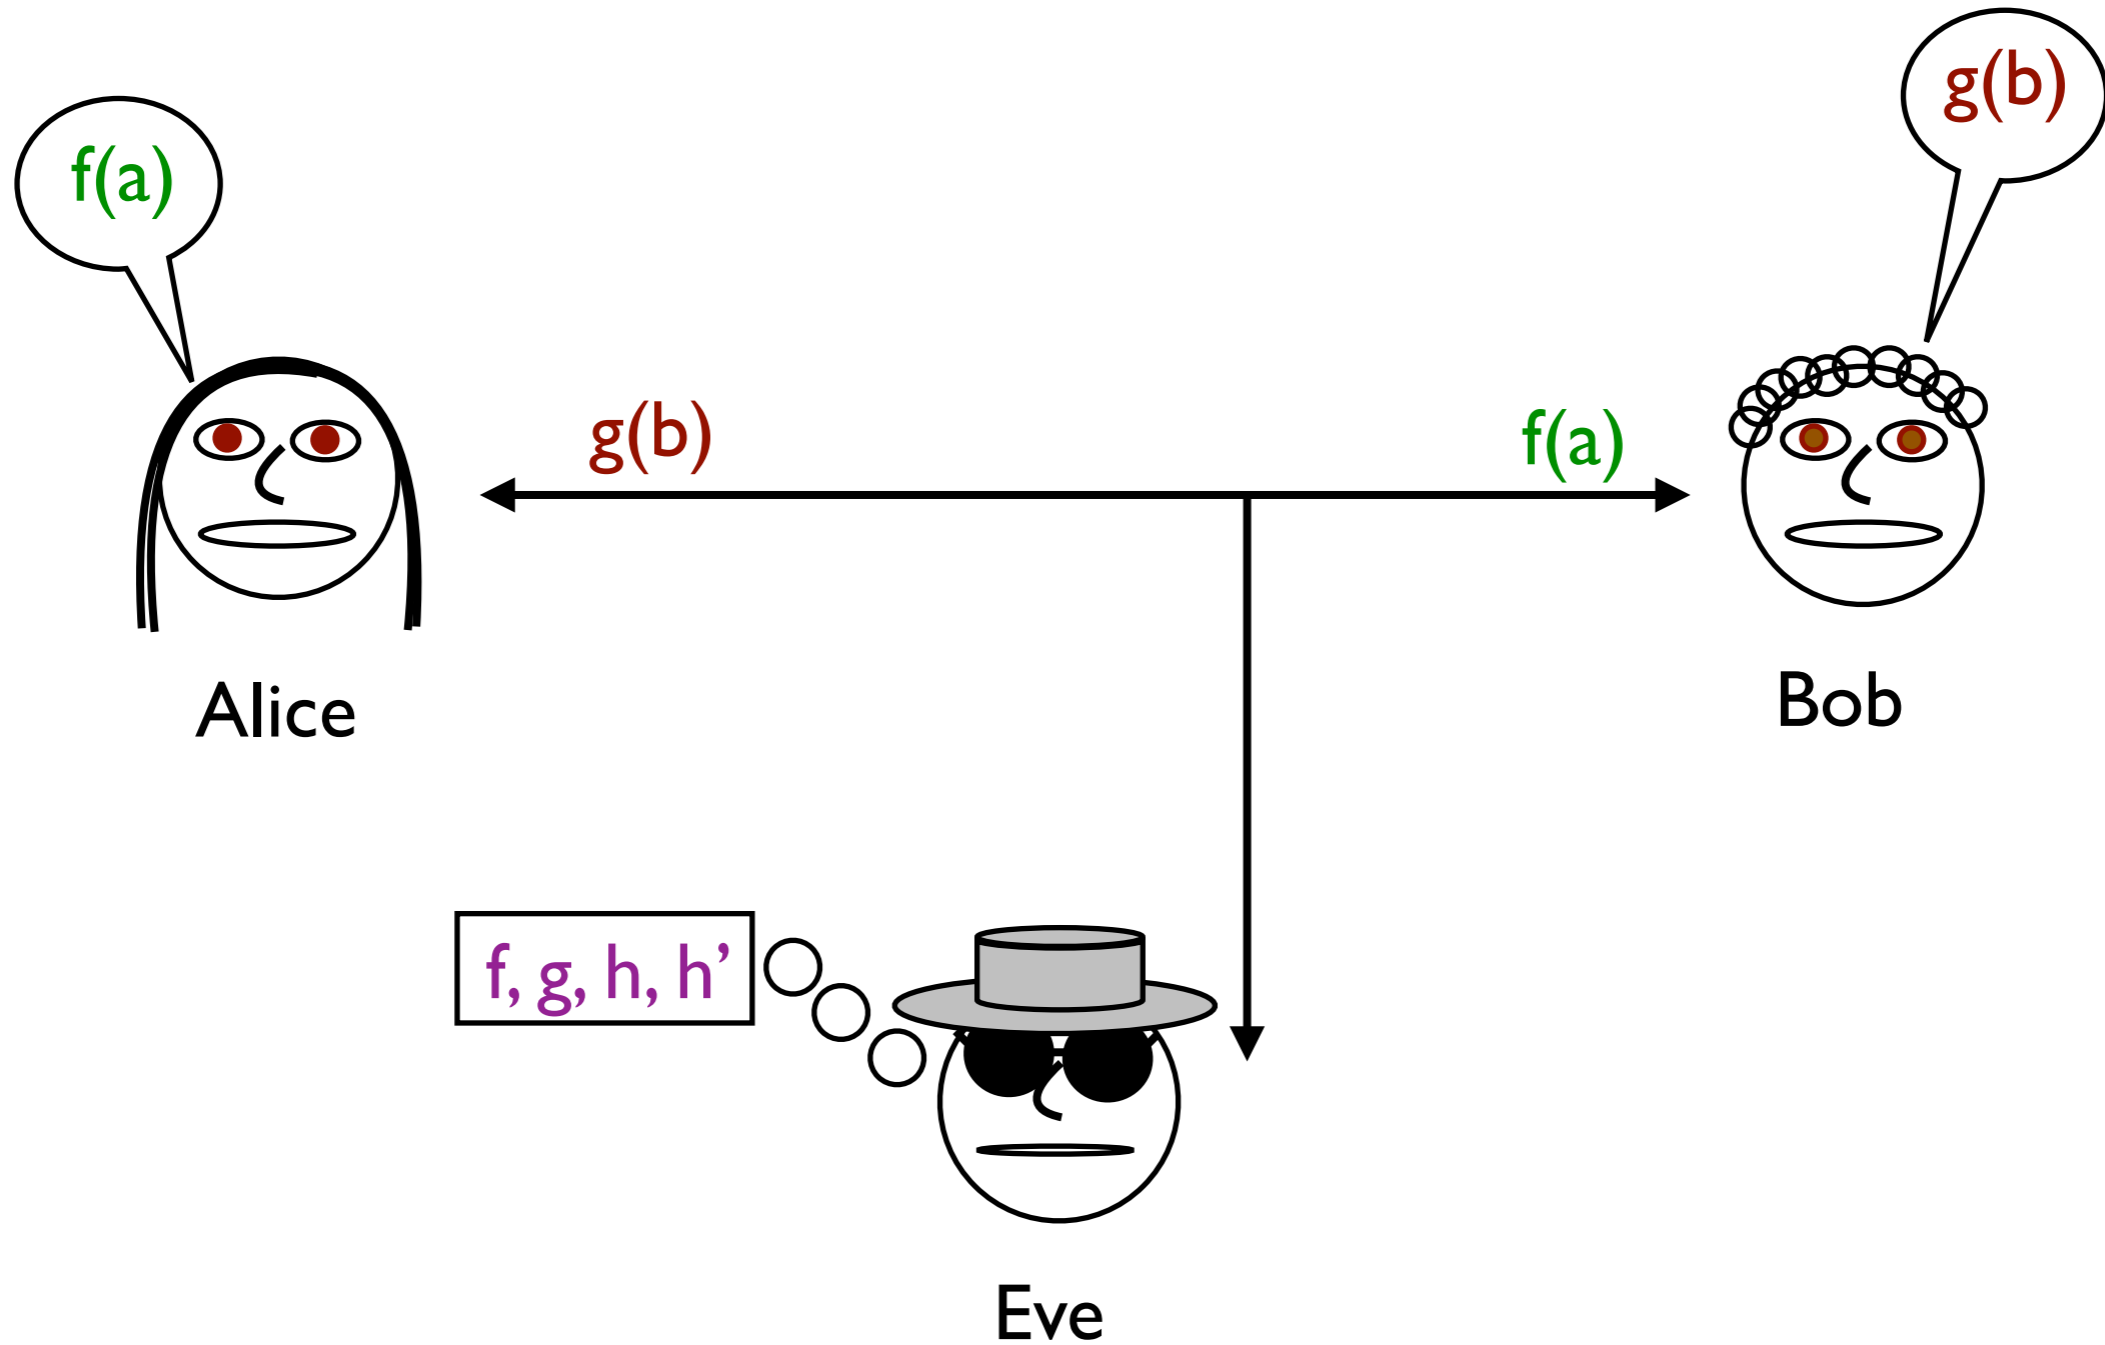 g(b)
f(a)
g(b)
f(a)
Alice
Bob
f, g, h, h’
Eve